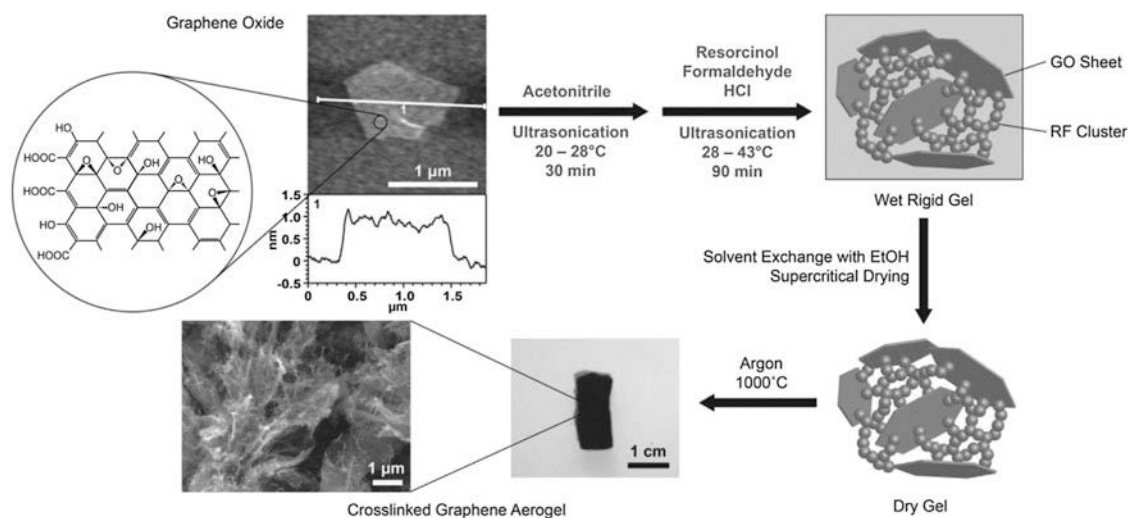 Graphene Oxide
HO
HOOC
O
O
OH
HO
HOOC
O
O
OH
HO
OH
HOOC
1
1 µm
1
1.5
1.0
0.5
0.0
-0.5
nm
0 0.5 1.0 1.5
µm
Acetonitrile
Ultrasonication
20 – 28°C
30 min
Resorcinol
Formaldehyde
HCl
Ultrasonication
28 – 43°C
90 min
GO Sheet
RF Cluster
Wet Rigid Gel
Solvent Exchange with EtOH
Supercritical Drying
Dry Gel
Argon
1000°C
1 cm
1 µm
Crosslinked Graphene Aerogel